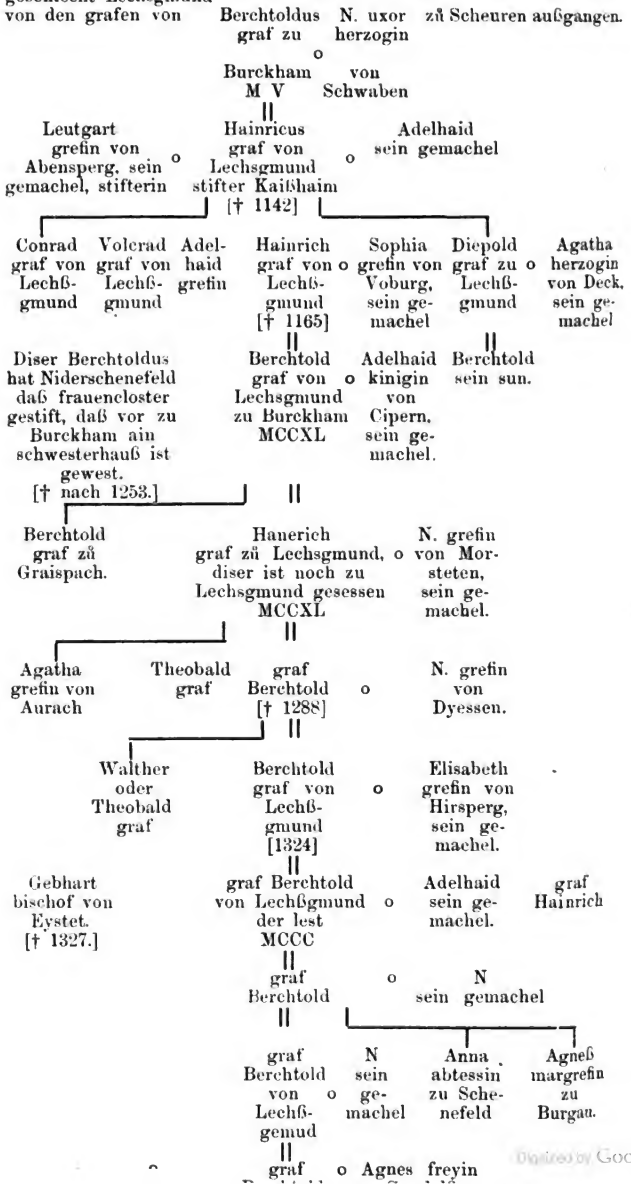 von den grafen von Berchtoldus N. uxor zů Scheuren außgangen.
graf zu herzogin
o
Burckham von
M V Schwaben
Leutgart Hainricus Adelhaid
grefin von graf von sein gemachel
Abensperg, sein o Lechsgmund o
gemachel, stifterin stifter Kaißhaim
[† 1142]
Conrad Volcrad Adel- Hainrich Sophia Diepold Agatha
graf von graf von haid graf von o grefin von graf zu o herzogin
Lechß- Lechß- grefin Lechß- Voburg, Lechß- von Deck,
gmund gmund gmund sein ge- gmund sein ge-
[† 1165] machel machel
Diser Berchtoldus Berchtold Adelhaid Berchtold
hat Niderschenefeld graf von o kinigin sein sun.
daß frauencloster Lechsgmund von
gestift, daß vor zu zu Burckham Cipern,
Burckham ain MCCXL sein ge-
schwesterhauß ist machel.
gewest.
[† nach 1253.]
Berchtold Hanerich N. grefin
graf zů graf zů Lechsgmund, o von Mor-
Graispach. diser ist noch zu steten,
Lechsgmund gesessen sein ge-
MCCXL machel.
Agatha Theobald graf N. grefin
grefin von graf Berchtold o von
Aurach [† 1288] Dyessen.
Walther Berchtold Elisabeth
oder graf von o grefin von
Theobald Lechß- Hirsperg,
graf gmund sein ge-
[1324] machel.
Gebhart graf Berchtold Adelhaid graf
bischof von von Lechßgmund o sein ge- Hainrich
Eystet. der lest machel.
[† 1327.] MCCC
graf o N
Berchtold sein gemachel
graf N Anna Agneß
Berchtold sein abtessin margrefin
von o ge- zu Sche- zu
Lechß- machel nefeld Burgau.
gemud
Digitized by Goo
o graf o Agnes freyin